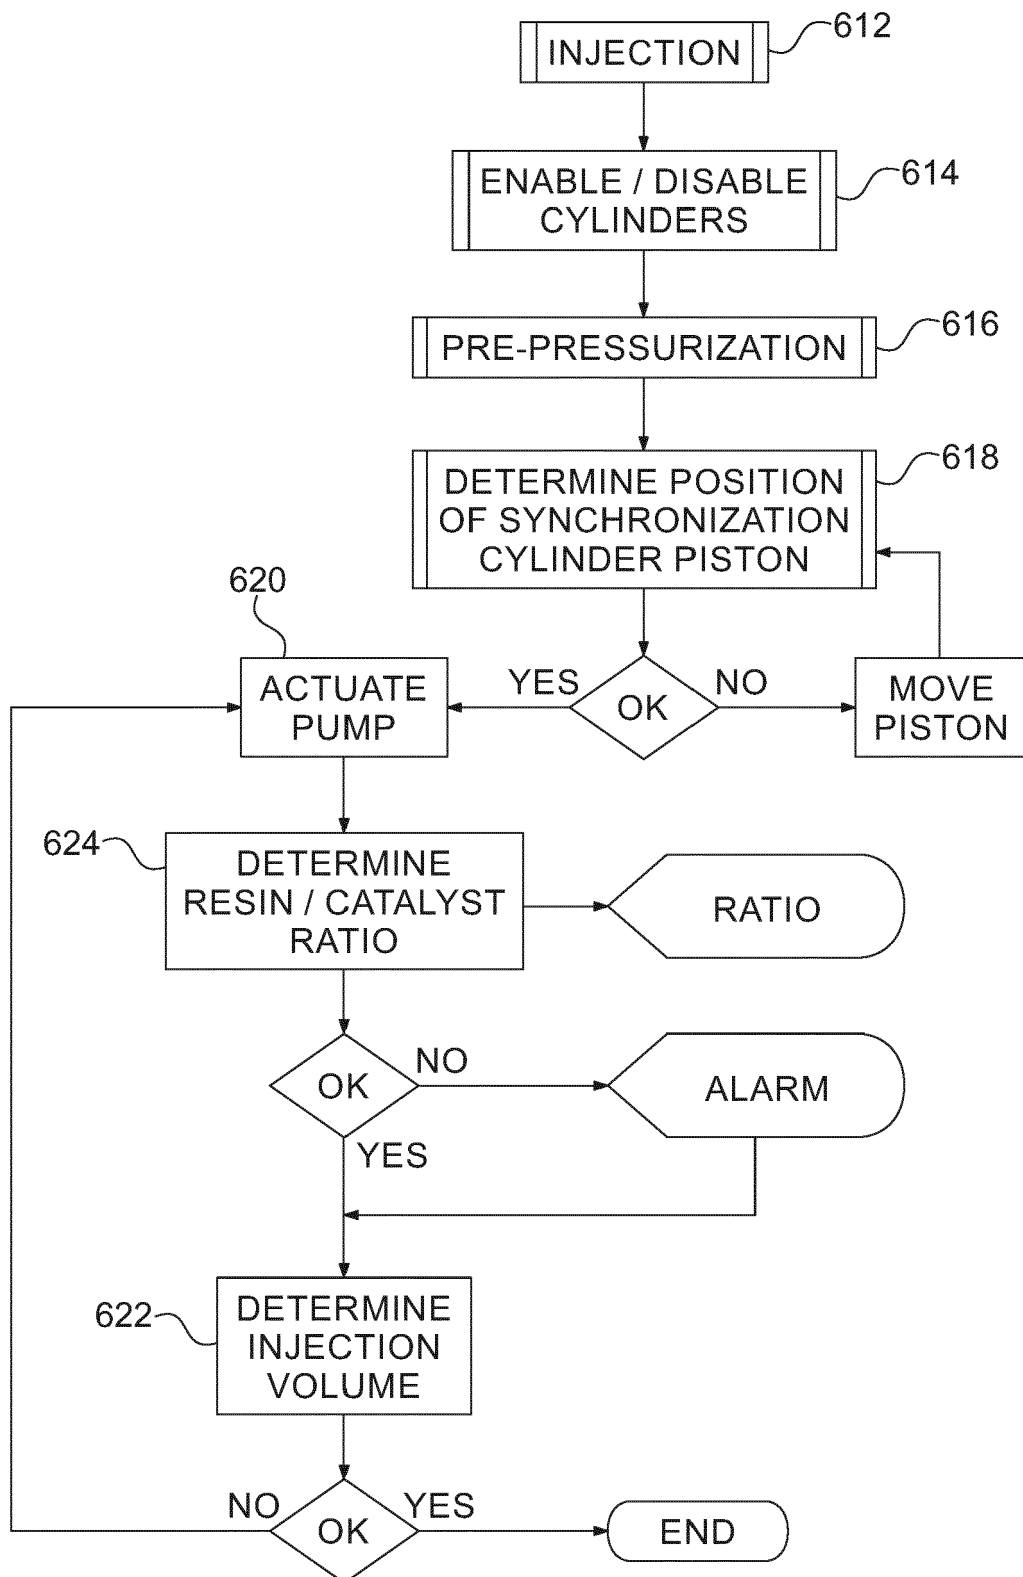 INJECTION
612
ENABLE / DISABLE
CYLINDERS
614
PRE-PRESSURIZATION
616
DETERMINE POSITION
OF SYNCHRONIZATION
CYLINDER PISTON
618
620
ACTUATE
PUMP
YES
OK
NO
MOVE
PISTON
624
DETERMINE
RESIN / CATALYST
RATIO
RATIO
OK
NO
YES
ALARM
622
DETERMINE
INJECTION
VOLUME
NO
OK
YES
END